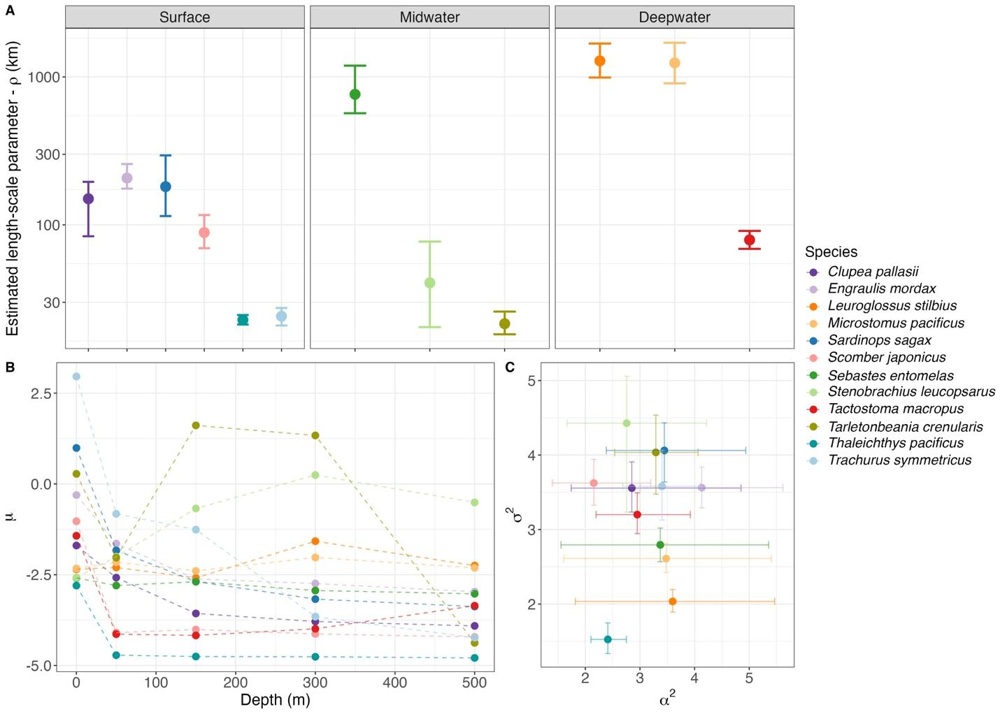 A
Surface
Midwater
Deepwater
Estimated length-scale parameter - ρ (km)
1000
300
100
30
B
2.5
0.0
-2.5
-5.0
μ
0
100
200
300
400
500
Depth (m)
C
5
4
3
2
σ²
2
3
4
5
α²
Species
Clupea pallasii
Engraulis mordax
Leuroglossus stilbius
Microstomus pacificus
Sardinops sagax
Scomber japonicus
Sebastes entomelas
Stenobrachius leucopsarus
Tactostoma macropus
Tarletonbeania crenularis
Thaleichthys pacificus
Trachurus symmetricus